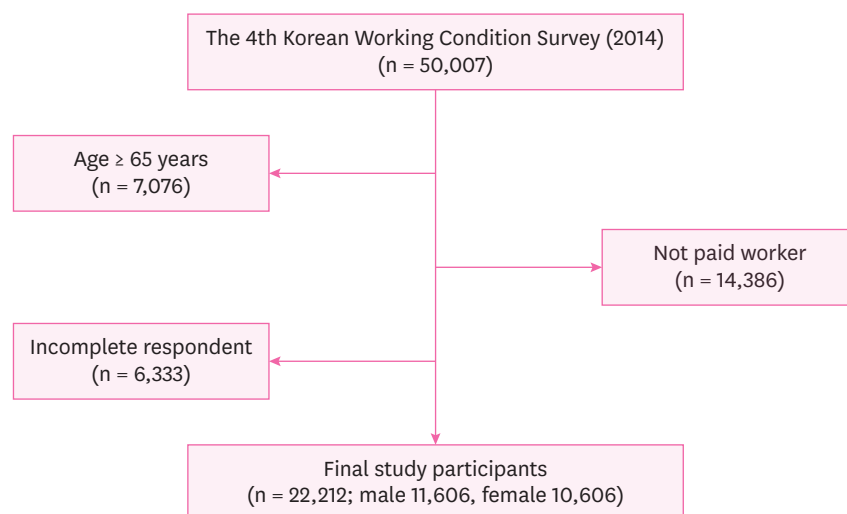 The 4th Korean Working Condition Survey (2014)
(n = 50,007)
Age ≥ 65 years
(n = 7,076)
Not paid worker
(n = 14,386)
Incomplete respondent
(n = 6,333)
Final study participants
(n = 22,212; male 11,606, female 10,606)